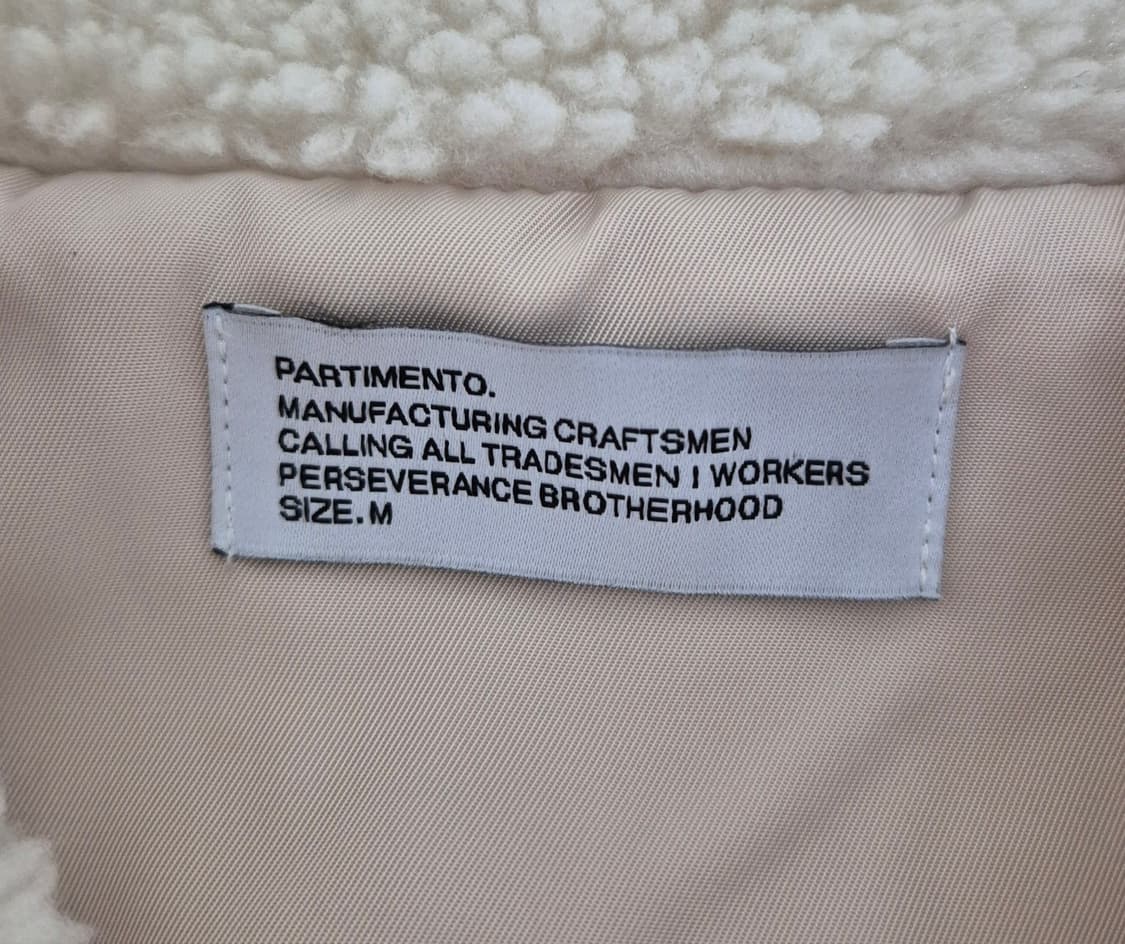 PARTIMENTO.
MANUFACTURING CRAFTSMEN
CALLING ALL TRADESMEN I WORKERS
PERSEVERANCE BROTHERHOOD
SIZE. M